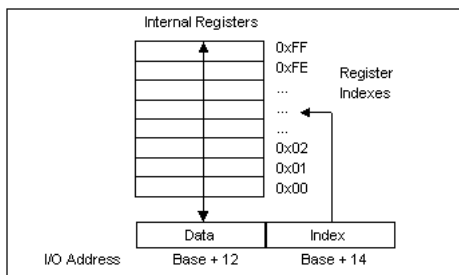 Internal Registers
0xFF
0xFE
...
...
...
0x02
0x01
0x00
Register
Indexes
Data Index
I/O Address Base + 12 Base + 14